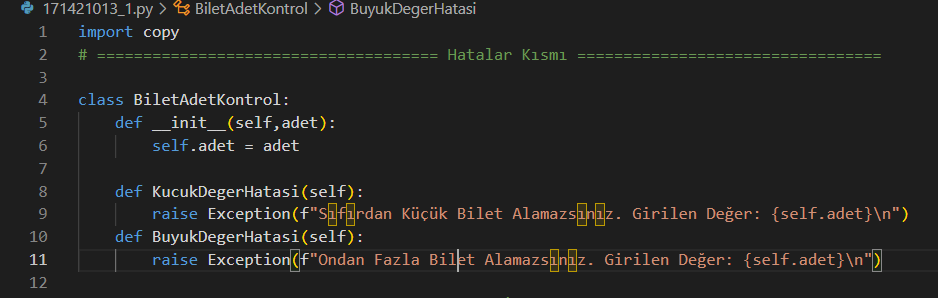 171421013_1.py > BiletAdetKontrol > BuyukDegerHatasi
1 import copy
2 # ===================================== Hatalar Kısmı =================================
3
4 class BiletAdetKontrol:
5 def __init__(self,adet):
6 self.adet = adet
7
8 def KucukDegerHatasi(self):
9 raise Exception(f"Sıfırdan Küçük Bilet Alamazsınız. Girilen Değer: {self.adet}\n")
10 def BuyukDegerHatasi(self):
11 raise Exception(f"Ondan Fazla Bilet Alamazsınız. Girilen Değer: {self.adet}\n")
12